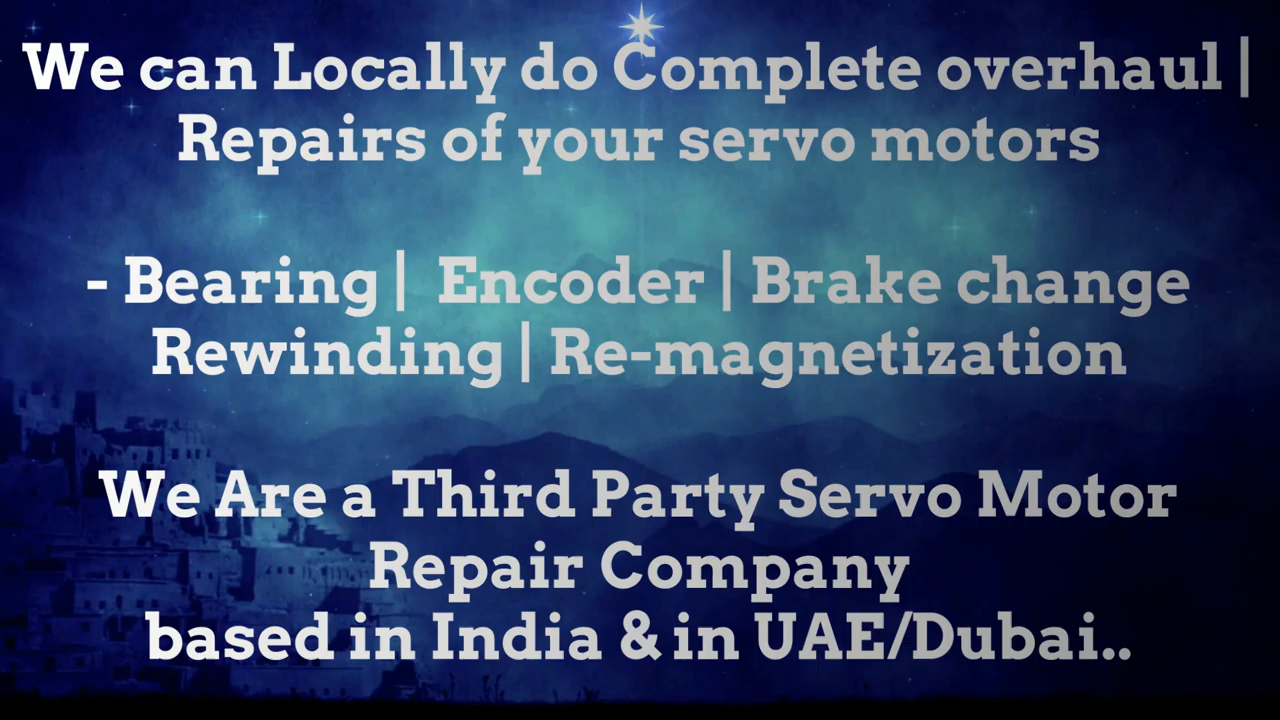 We can Locally do Complete overhaul |
Repairs of your servo motors
- Bearing | Encoder | Brake change
Rewinding | Re-magnetization
We Are a Third Party Servo Motor
Repair Company
based in India & in UAE/Dubai..